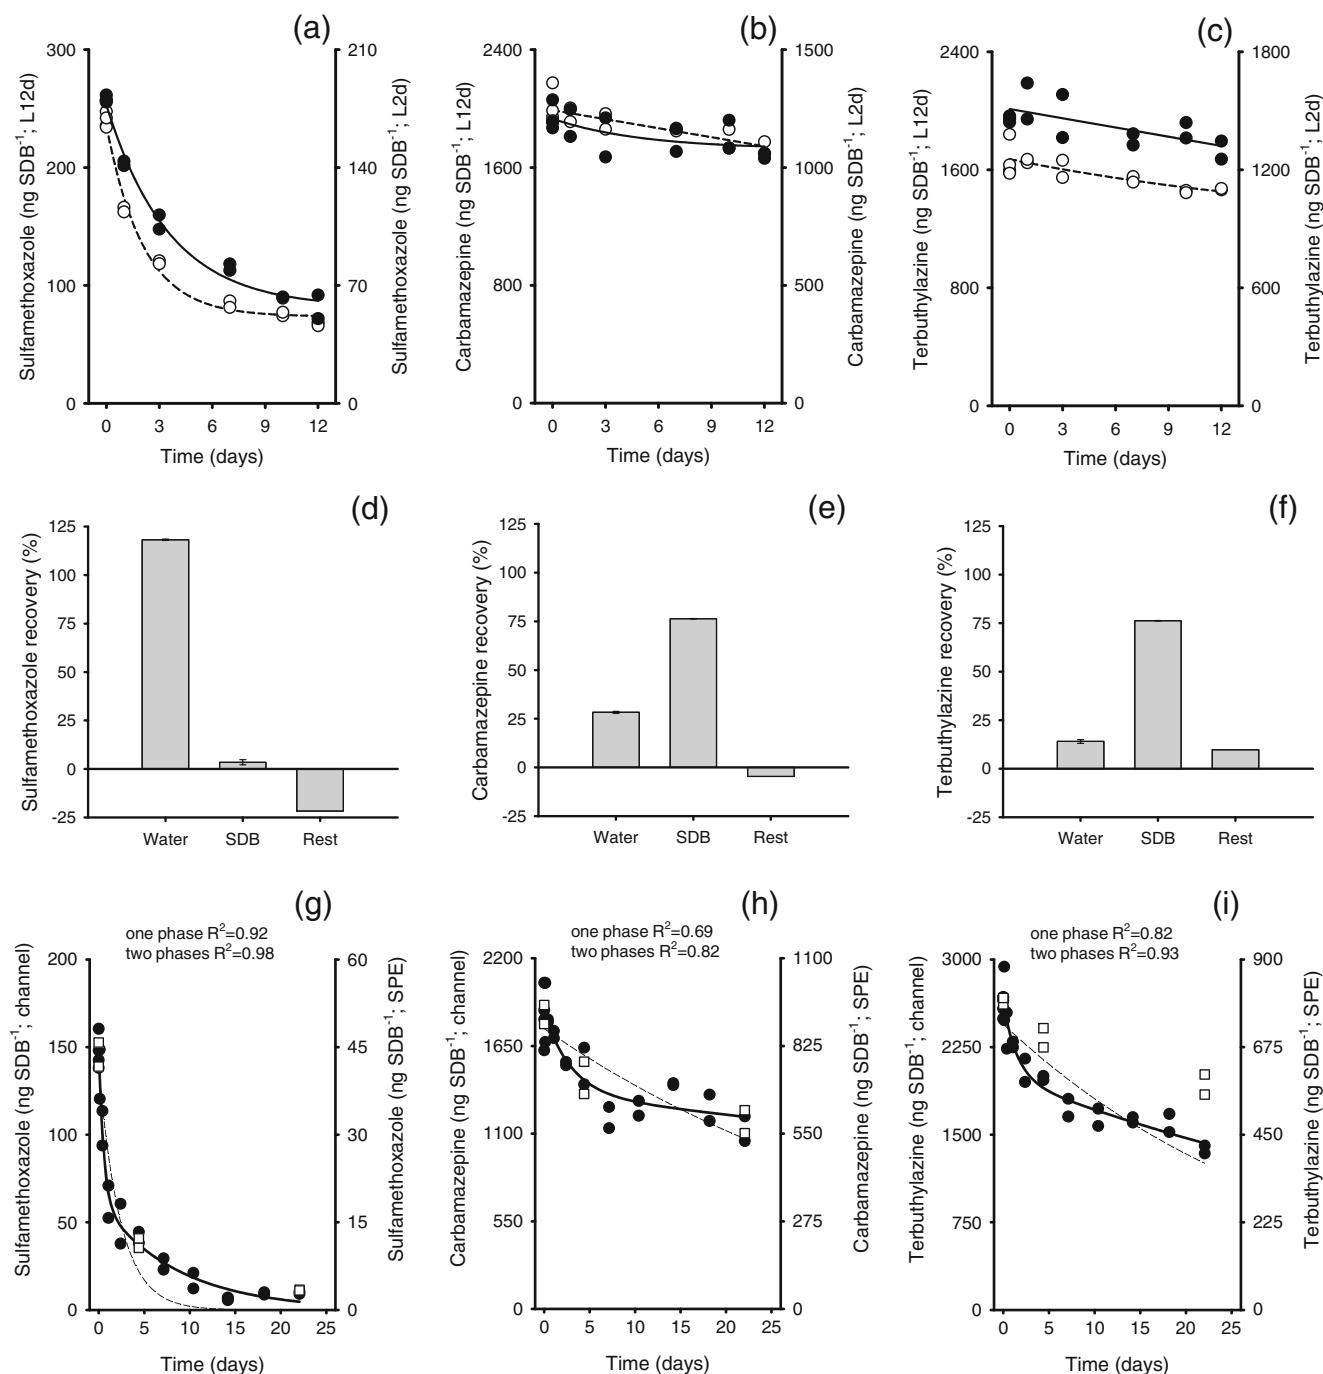 (a)
Sulfamethoxazole (ng SDB⁻¹; L12d)
300
200
100
0
210
140
70
0
Sulfamethoxazole (ng SDB⁻¹; L2d)
0 3 6 9 12
Time (days)
(b)
Carbamazepine (ng SDB⁻¹; L12d)
2400
1600
800
0
1500
1000
500
0
Carbamazepine (ng SDB⁻¹; L2d)
0 3 6 9 12
Time (days)
(c)
Terbuthylazine (ng SDB⁻¹; L12d)
2400
1600
800
0
1800
1200
600
0
Terbuthylazine (ng SDB⁻¹; L2d)
0 3 6 9 12
Time (days)
(d)
Sulfamethoxazole recovery (%)
125
100
75
50
25
0
-25
Water SDB Rest
(e)
Carbamazepine recovery (%)
125
100
75
50
25
0
-25
Water SDB Rest
(f)
Terbuthylazine recovery (%)
125
100
75
50
25
0
-25
Water SDB Rest
(g)
one phase R²=0.92
two phases R²=0.98
Sulfamethoxazole (ng SDB⁻¹; channel)
200
150
100
50
0
60
45
30
15
0
Sulfamethoxazole (ng SDB⁻¹; SPE)
0 5 10 15 20 25
Time (days)
(h)
one phase R²=0.69
two phases R²=0.82
Carbamazepine (ng SDB⁻¹; channel)
2200
1650
1100
550
0
1100
825
550
275
0
Carbamazepine (ng SDB⁻¹; SPE)
0 5 10 15 20 25
Time (days)
(i)
one phase R²=0.82
two phases R²=0.93
Terbuthylazine (ng SDB⁻¹; channel)
3000
2250
1500
750
0
900
675
450
225
0
Terbuthylazine (ng SDB⁻¹; SPE)
0 5 10 15 20 25
Time (days)